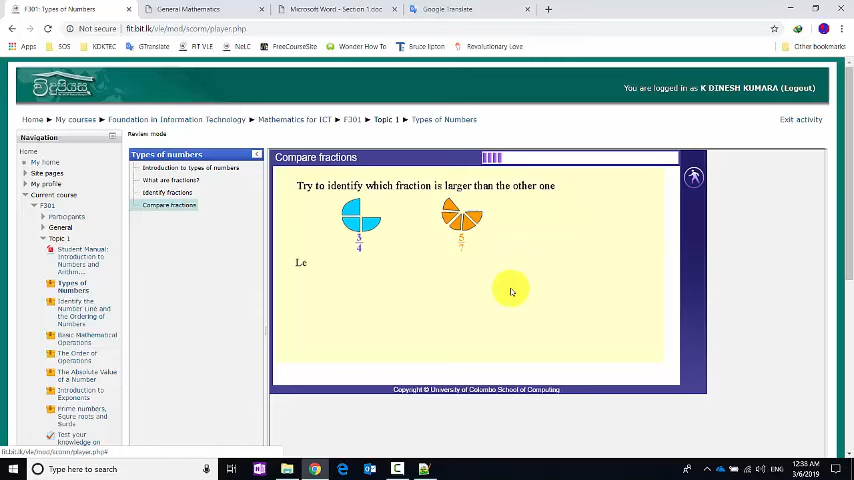 F301: Types of Numbers
General Mathematics
Microsoft Word - Section 1.doc
Google Translate
Not secure | fit.bit.lk/vle/mod/scorm/player.php
Apps SOS KDKTEC GTranslate FIT VLE NeLC FreeCourseSite Wonder How To Bruce lipton Revolutionary Love Other bookmarks
You are logged in as K DINESH KUMARA (Logout)
Home ▶ My courses ▶ Foundation in Information Technology ▶ Mathematics for ICT ▶ F301 ▶ Topic 1 ▶ Types of Numbers
Exit activity
Navigation
Home
My home
Site pages
My profile
Current course
F301
Participants
General
Topic 1
Student Manual:
Introduction to
Numbers and
Arithm...
Types of
Numbers
Identify the
Number Line and
the Ordering of
Numbers
Basic Mathematical
Operations
The Order of
Operations
The Absolute Value
of a Number
Introduction to
Exponents
Prime numbers,
Squre roots and
Surds
Test your
knowledge on
Review mode
Types of numbers
Introduction to types of numbers
What are fractions?
Identify fractions
Compare fractions
Compare fractions
Try to identify which fraction is larger than the other one
3/4
5/7
Le
Copyright © University of Colombo School of Computing
fit.bit.lk/vle/mod/scorm/player.php#
Type here to search
ENG
12:38 AM
3/6/2019